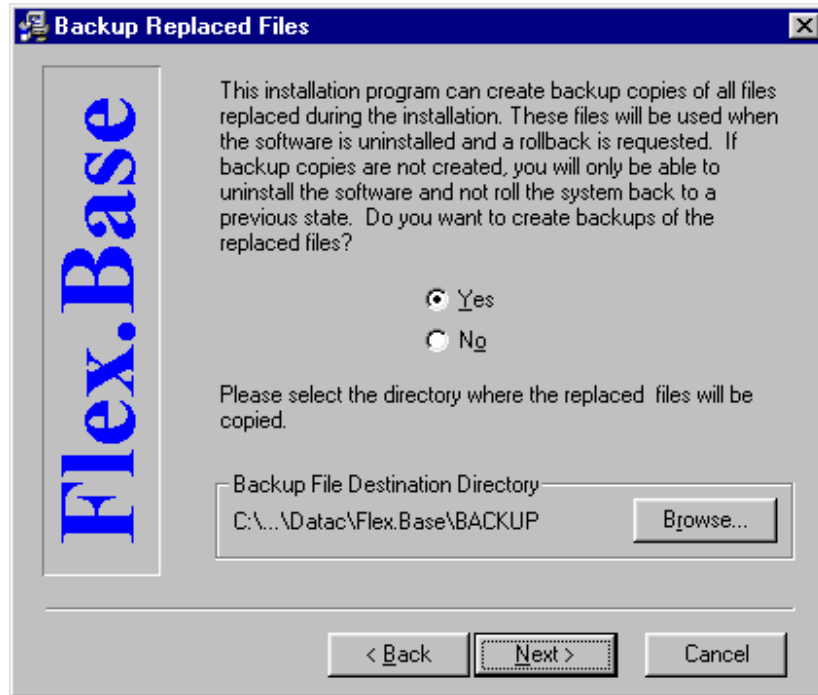 Backup Replaced Files
Flex.Base
This installation program can create backup copies of all files
replaced during the installation. These files will be used when
the software is uninstalled and a rollback is requested.  If
backup copies are not created, you will only be able to
uninstall the software and not roll the system back to a
previous state.  Do you want to create backups of the
replaced files?
Yes
No
Please select the directory where the replaced  files will be
copied.
Backup File Destination Directory
C:\...\Datac\Flex.Base\BACKUP
Browse...
< Back
Next >
Cancel